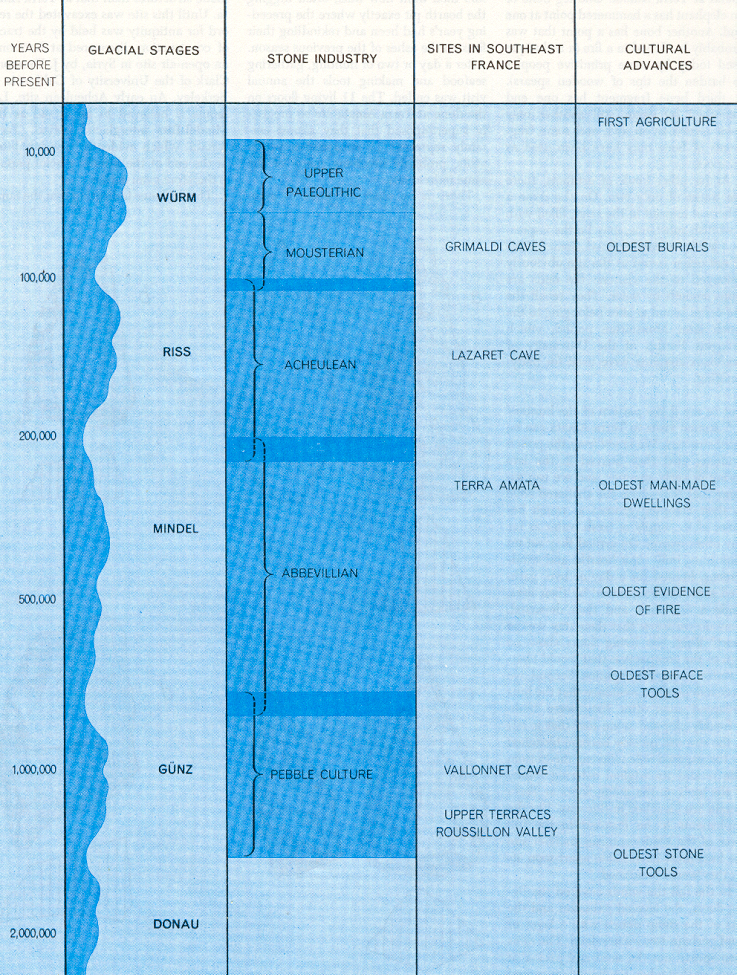 YEARS
BEFORE
PRESENT
GLACIAL STAGES
STONE INDUSTRY
SITES IN SOUTHEAST
FRANCE
CULTURAL
ADVANCES
FIRST AGRICULTURE
10,000
UPPER
PALEOLITHIC
WÜRM
MOUSTERIAN
GRIMALDI CAVES
OLDEST BURIALS
100,000
RISS
ACHEULEAN
LAZARET CAVE
200,000
TERRA AMATA
OLDEST MAN-MADE
DWELLINGS
MINDEL
ABBEVILLIAN
500,000
OLDEST EVIDENCE
OF FIRE
OLDEST BIFACE
TOOLS
1,000,000
GÜNZ
PEBBLE CULTURE
VALLONNET CAVE
UPPER TERRACES
ROUSSILLON VALLEY
OLDEST STONE
TOOLS
DONAU
2,000,000